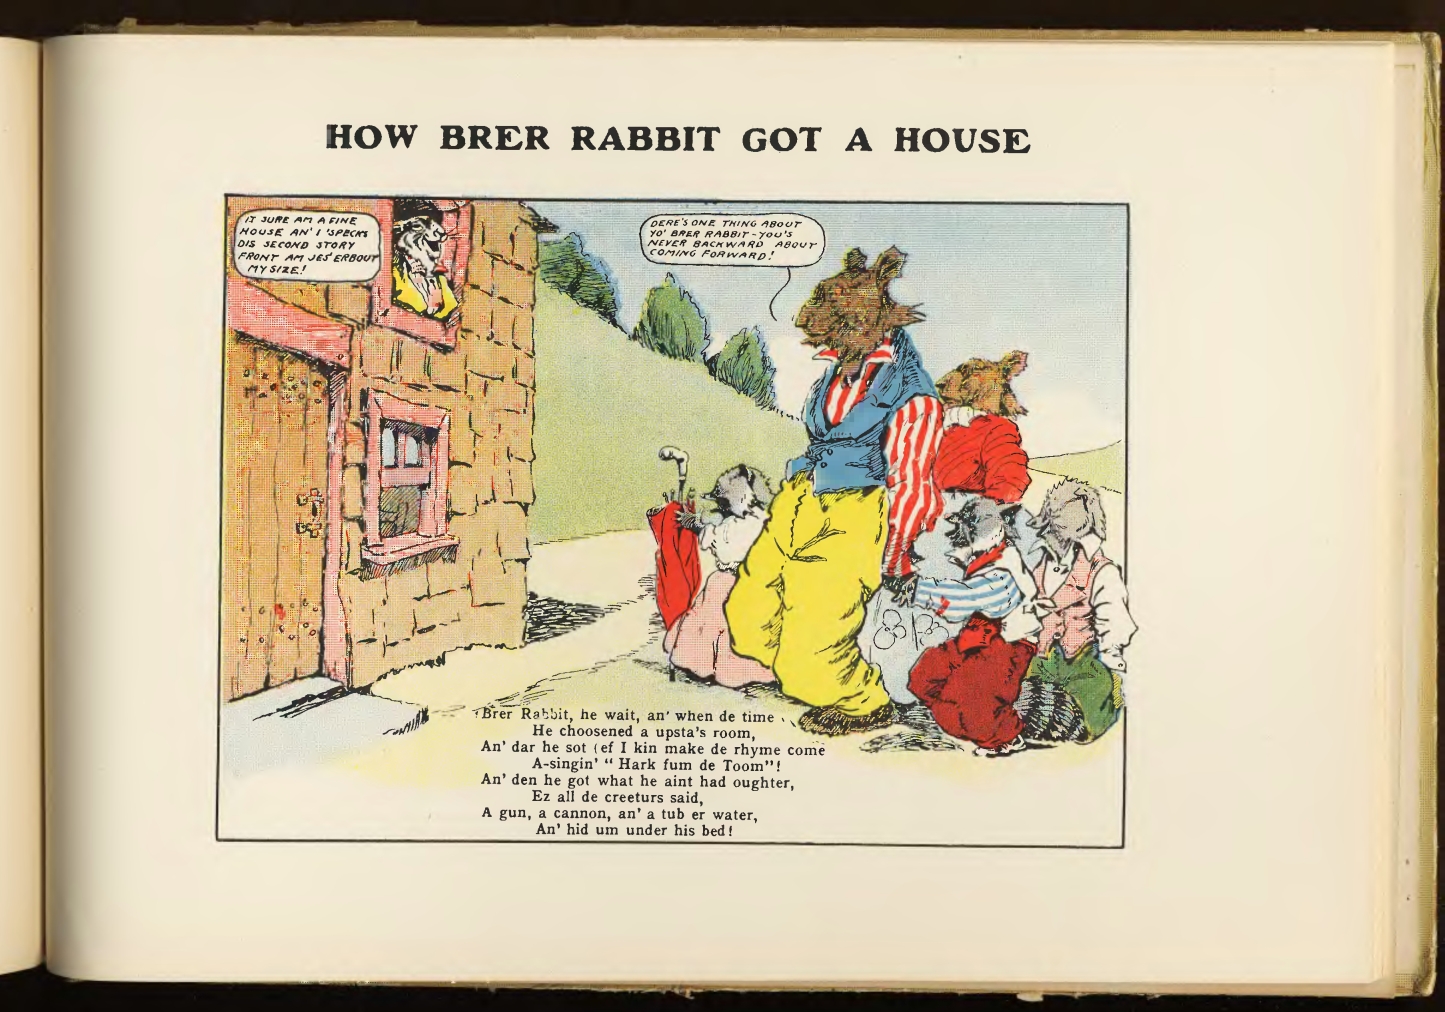 HOW BRER RABBIT GOT A HOUSE
IT SURE AM A FINE
HOUSE AN' I 'SPECKS
DIS SECOND STORY
FRONT AM JES' ERBOUT
MY SIZE!
DERE'S ONE THING ABOUT
YO' BRER RABBIT-YOU'S
NEVER BACKWARD ABOUT
COMING FORWARD!
Brer Rabbit, he wait, an' when de time
He choosened a upsta's room,
An' dar he sot (ef I kin make de rhyme come
A-singin' “ Hark fum de Toom”!
An' den he got what he aint had oughter,
Ez all de creeturs said,
A gun, a cannon, an' a tub er water,
An' hid um under his bed!